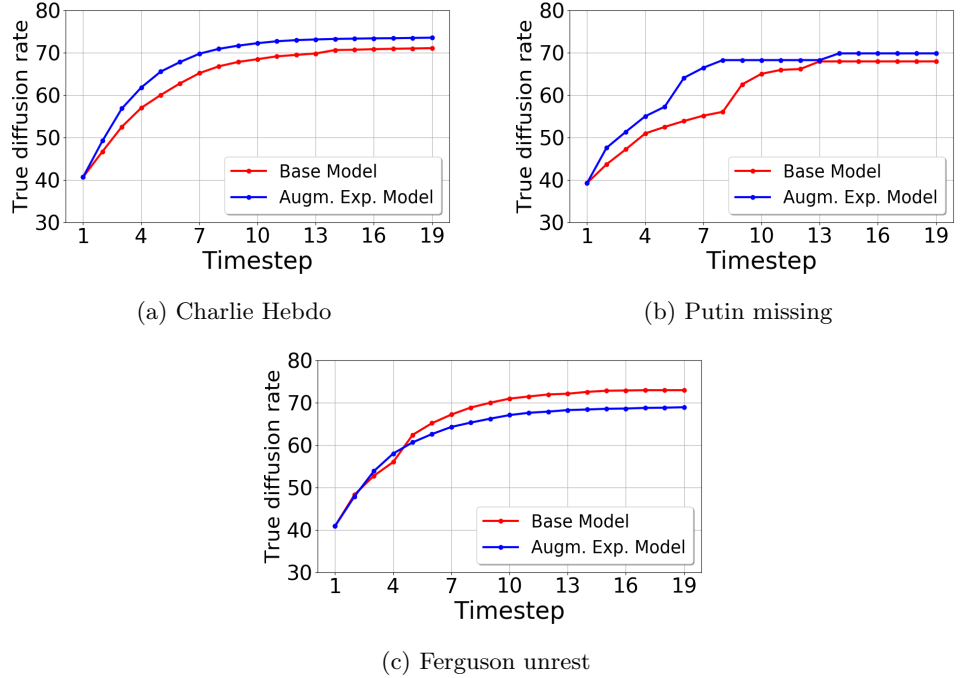 80
70
60
50
40
30
True diffusion rate
Base Model
Augm. Exp. Model
1 4 7 10 13 16 19
Timestep
(a) Charlie Hebdo
80
70
60
50
40
30
True diffusion rate
Base Model
Augm. Exp. Model
1 4 7 10 13 16 19
Timestep
(b) Putin missing
80
70
60
50
40
30
True diffusion rate
Base Model
Augm. Exp. Model
1 4 7 10 13 16 19
Timestep
(c) Ferguson unrest